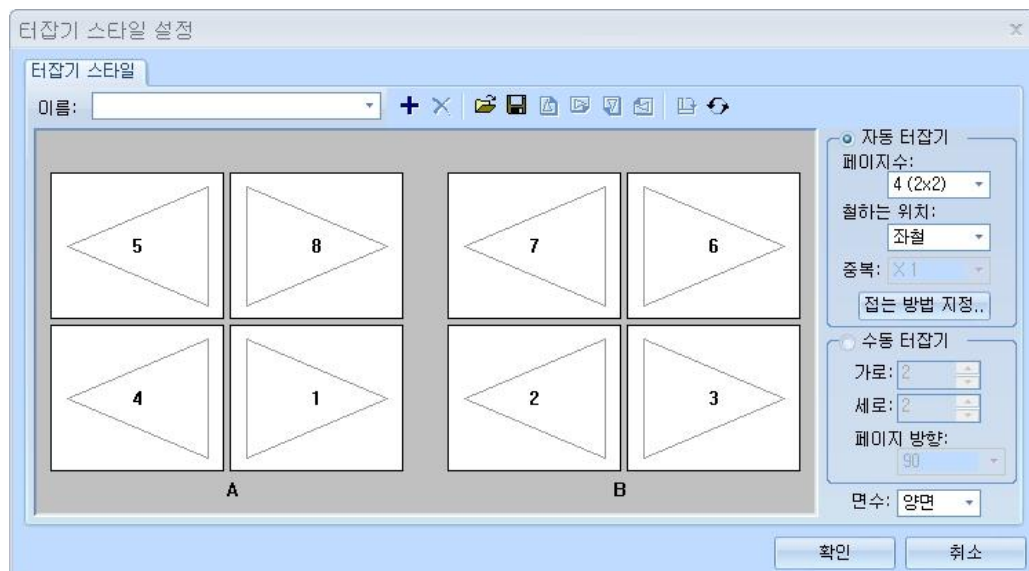 터잡기 스타일 설정
터잡기 스타일
이름:
자동 터잡기
페이지수:
4 (2x2)
철하는 위치:
좌철
중복: X 1
접는 방법 지정..
수동 터잡기
가로: 2
세로: 2
페이지 방향:
90
면수: 양면
5 8 7 6
4 1 2 3
A B
확인 취소